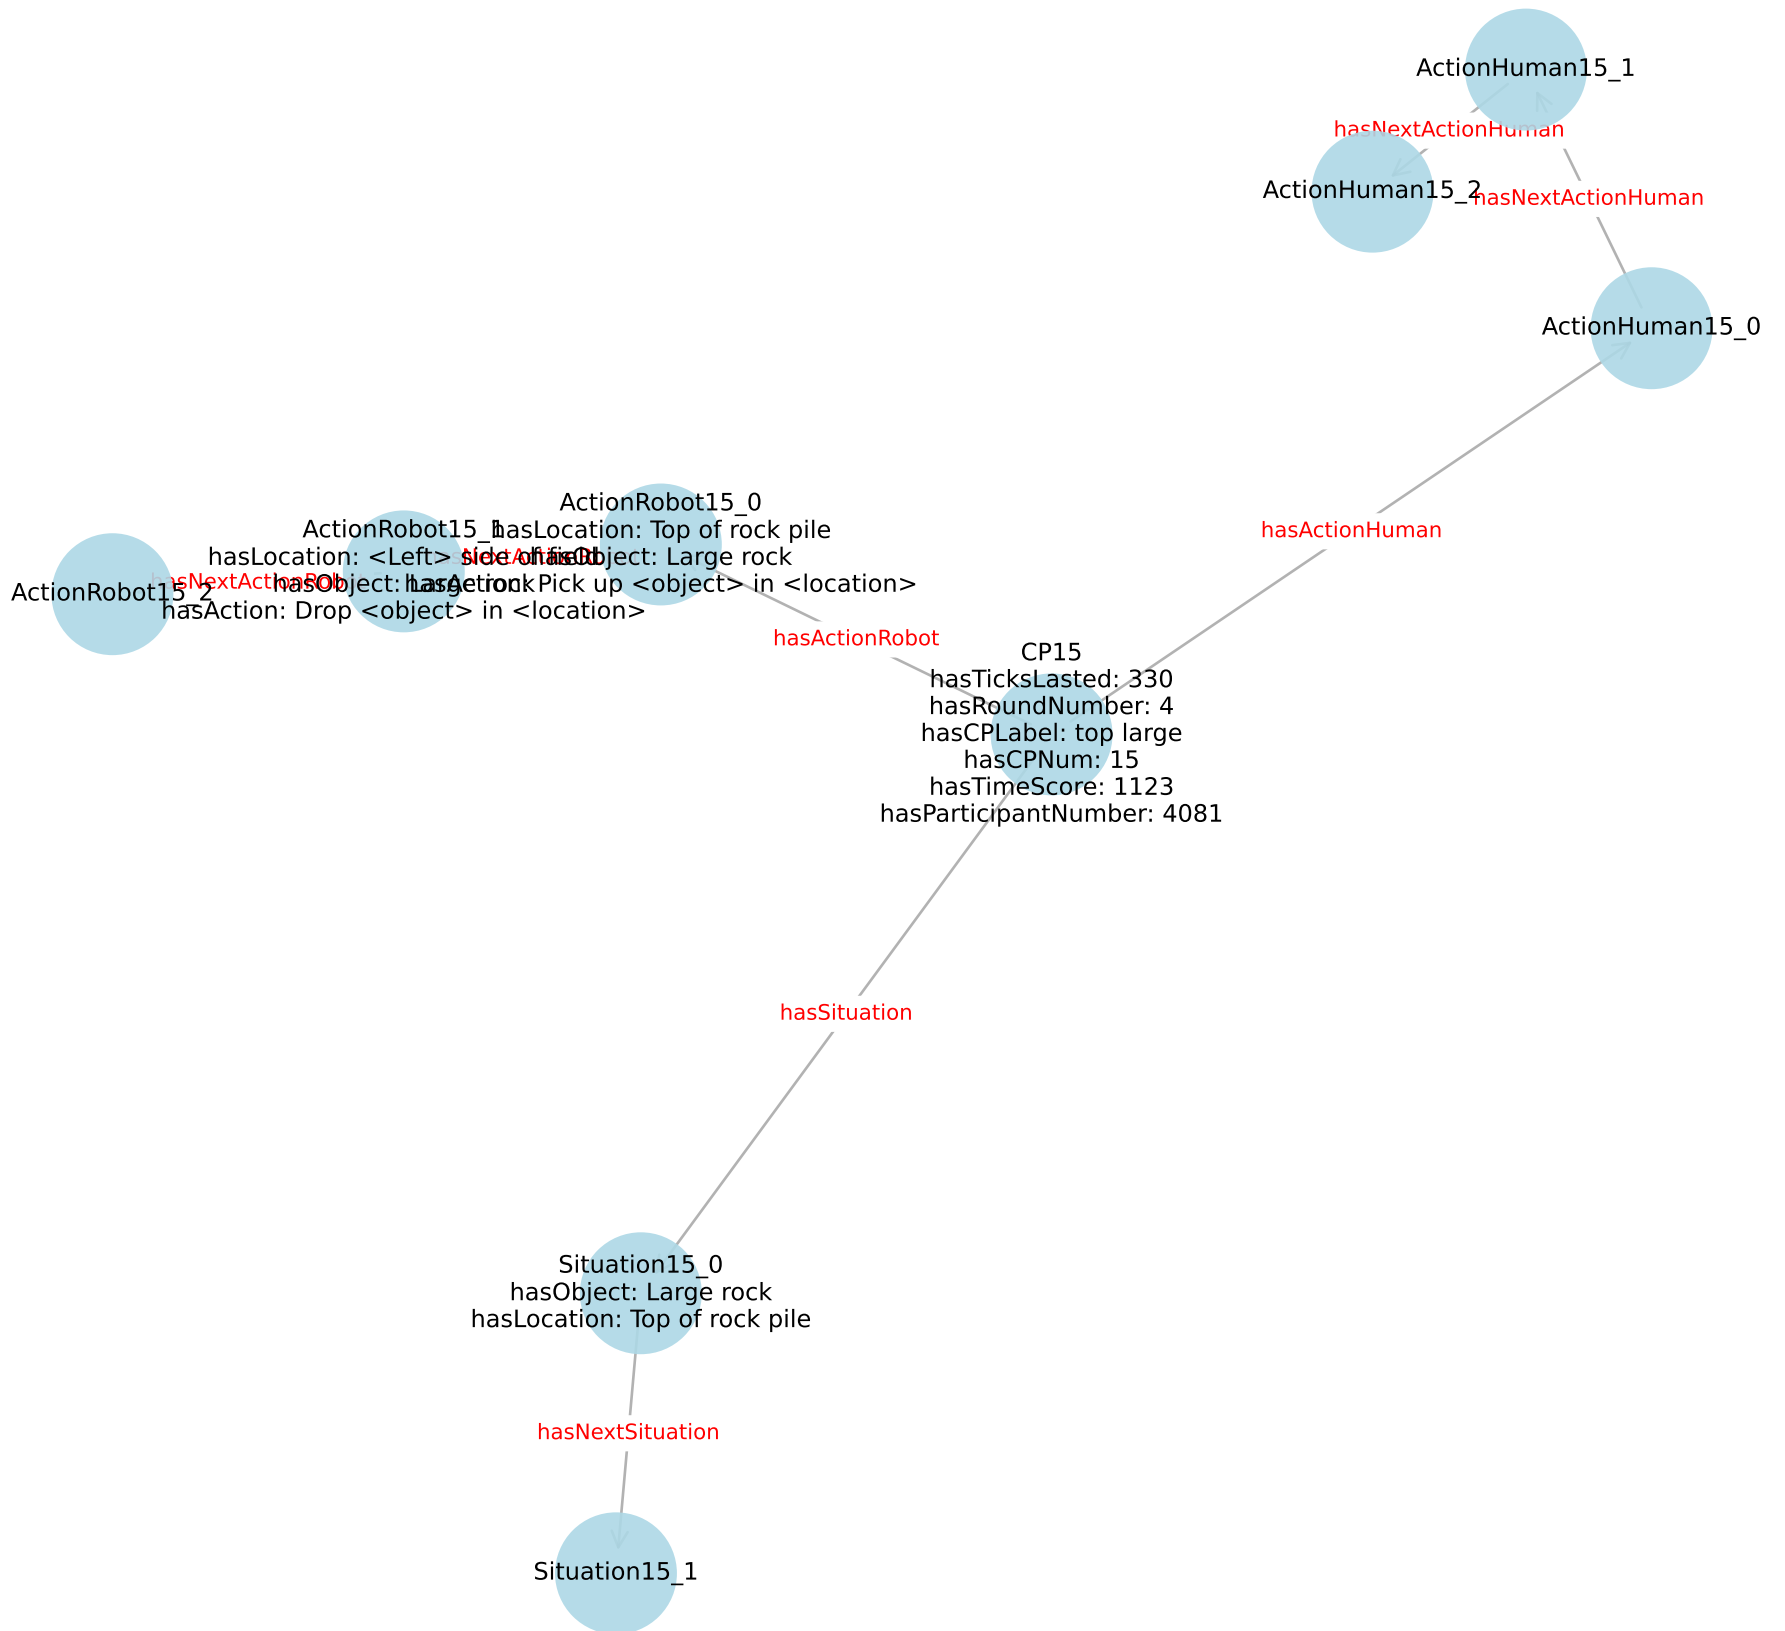 ActionHuman15_1
hasNextActionHuman
ActionHuman15_2
hasNextActionHuman
ActionHuman15_0
ActionRobot15_0
hasLocation: Top of rock pile
hasObject: Large rock
hasAction: Pick up <object> in <location>
ActionRobot15_1
hasLocation: <Left> side of field
hasObject: Large rock
hasAction: Drop <object> in <location>
ActionRobot15_2
hasActionHuman
hasActionRobot
CP15
hasTicksLasted: 330
hasRoundNumber: 4
hasCPLabel: top large
hasCPNum: 15
hasTimeScore: 1123
hasParticipantNumber: 4081
hasSituation
Situation15_0
hasObject: Large rock
hasLocation: Top of rock pile
hasNextSituation
Situation15_1